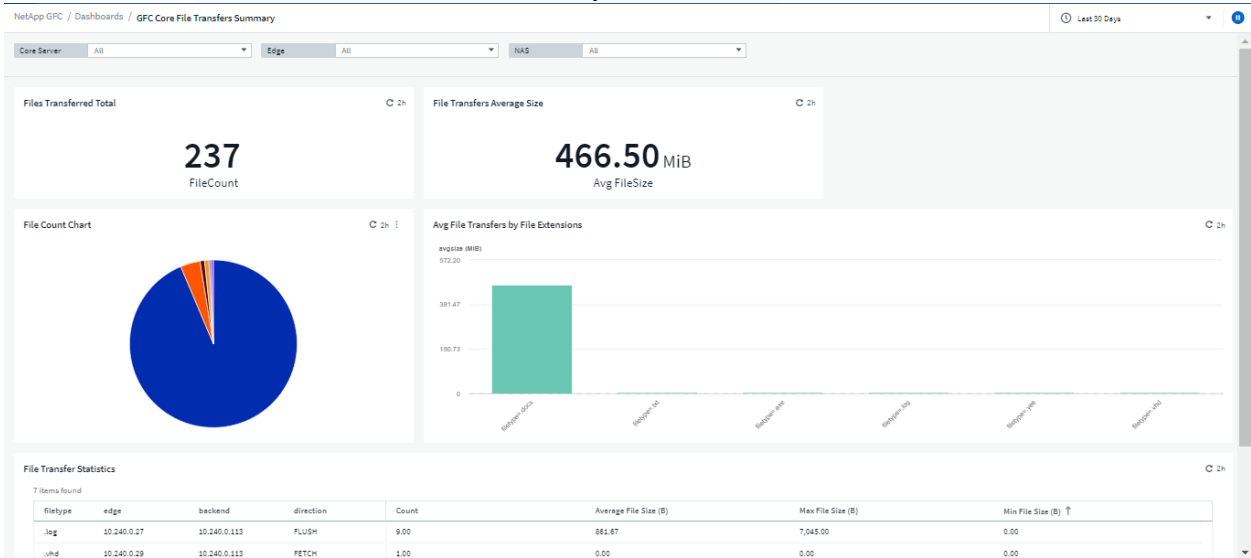 NetApp GFC / Dashboards / GFC Core File Transfers Summary
Last 30 Days
Core Server All
Edge All
NAS All
Files Transferred Total
2h
File Transfers Average Size
2h
237
FileCount
466.50 MiB
Avg FileSize
File Count Chart
2h
Avg File Transfers by File Extensions
2h
avgsize (MiB)
572.20
381.47
190.73
0
filetype=.docx
filetype=.txt
filetype=.exe
filetype=.log
filetype=.yes
filetype=.vhd
File Transfer Statistics
2h
7 items found
filetype edge backend direction Count Average File Size (B) Max File Size (B) Min File Size (B) ↑
.log 10.240.0.27 10.240.0.113 FLUSH 9.00 861.67 7,045.00 0.00
.vhd 10.240.0.29 10.240.0.113 FETCH 1.00 0.00 0.00 0.00